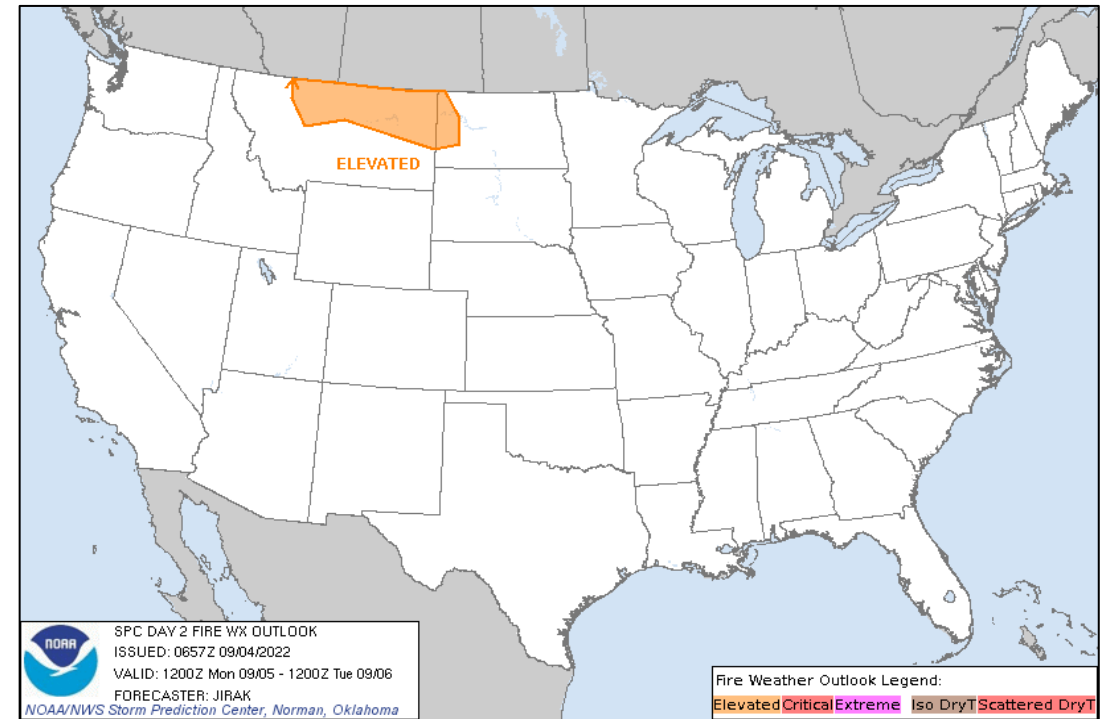 ELEVATED
NOAA
SPC DAY 2 FIRE WX OUTLOOK
ISSUED: 0657Z 09/04/2022
VALID: 1200Z Mon 09/05 - 1200Z Tue 09/06
FORECASTER: JIRAK
NOAA/NWS Storm Prediction Center, Norman, Oklahoma
Fire Weather Outlook Legend:
Elevated Critical Extreme Iso DryT Scattered DryT